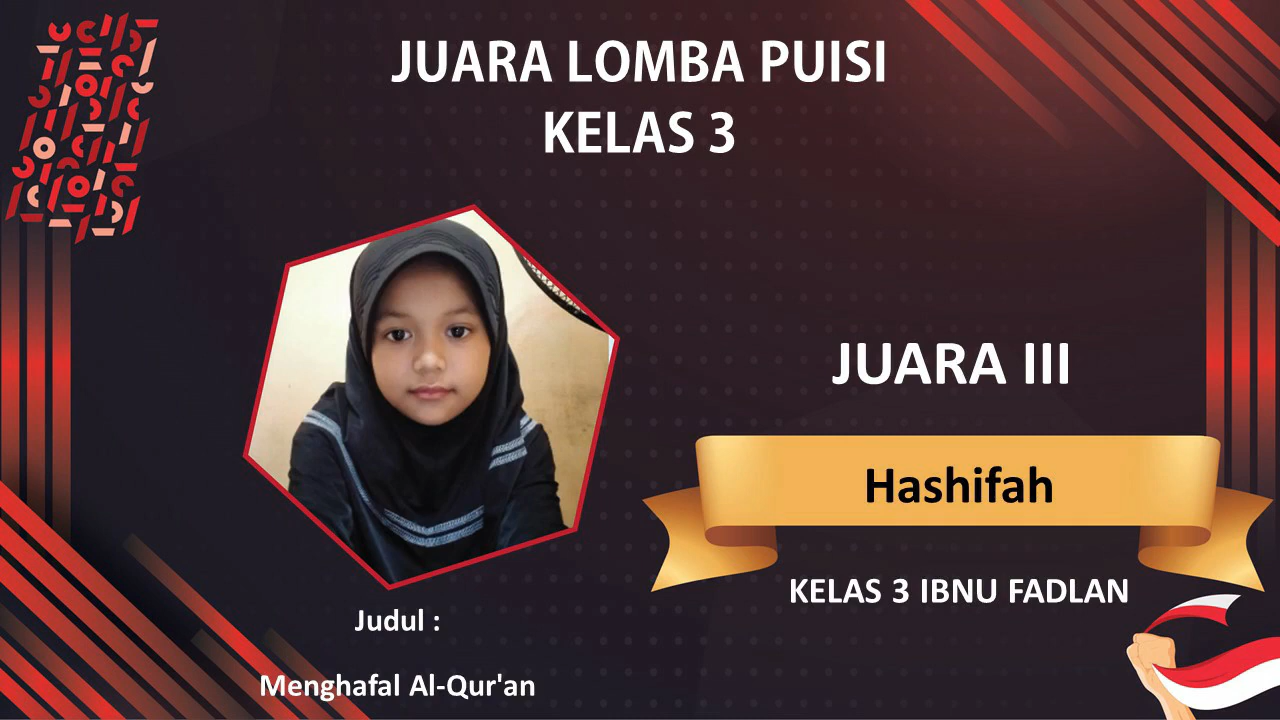 JUARA LOMBA PUISI
KELAS 3
JUARA III
Hashifah
KELAS 3 IBNU FADLAN
Judul :
Menghafal Al-Qur'an